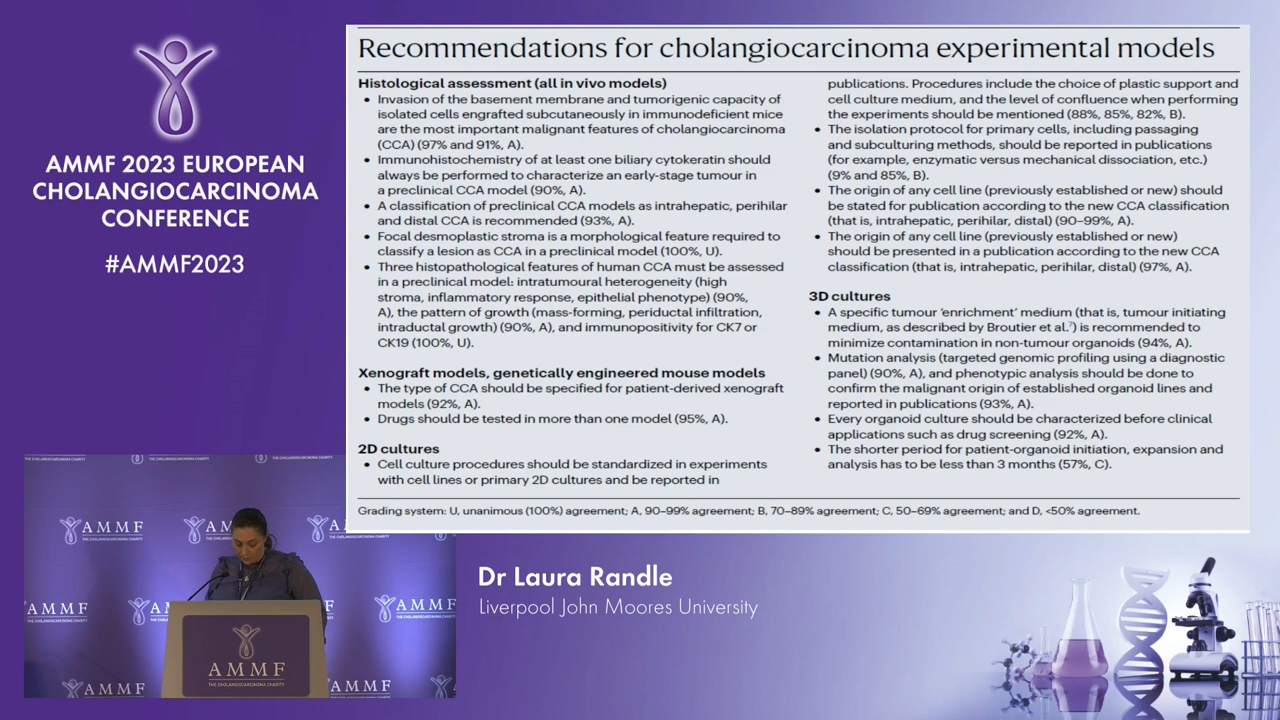 AMMF 2023 EUROPEAN
CHOLANGIOCARCINOMA
CONFERENCE
#AMMF2023
Recommendations for cholangiocarcinoma experimental models
Histological assessment (all in vivo models)
• Invasion of the basement membrane and tumorigenic capacity of
isolated cells engrafted subcutaneously in immunodeficient mice
are the most important malignant features of cholangiocarcinoma
(CCA) (97% and 91%, A).
• Immunohistochemistry of at least one biliary cytokeratin should
always be performed to characterize an early-stage tumour in
a preclinical CCA model (90%, A).
• A classification of preclinical CCA models as intrahepatic, perihilar
and distal CCA is recommended (93%, A).
• Focal desmoplastic stroma is a morphological feature required to
classify a lesion as CCA in a preclinical model (100%, U).
• Three histopathological features of human CCA must be assessed
in a preclinical model: intratumoural heterogeneity (high
stroma, inflammatory response, epithelial phenotype) (90%,
A), the pattern of growth (mass-forming, periductal infiltration,
intraductal growth) (90%, A), and immunopositivity for CK7 or
CK19 (100%, U).
Xenograft models, genetically engineered mouse models
• The type of CCA should be specified for patient-derived xenograft
models (92%, A).
• Drugs should be tested in more than one model (95%, A).
2D cultures
• Cell culture procedures should be standardized in experiments
with cell lines or primary 2D cultures and be reported in
publications. Procedures include the choice of plastic support and
cell culture medium, and the level of confluence when performing
the experiments should be mentioned (88%, 85%, 82%, B).
• The isolation protocol for primary cells, including passaging
and subculturing methods, should be reported in publications
(for example, enzymatic versus mechanical dissociation, etc.)
(9% and 85%, B).
• The origin of any cell line (previously established or new) should
be stated for publication according to the new CCA classification
(that is, intrahepatic, perihilar, distal) (90–99%, A).
• The origin of any cell line (previously established or new)
should be presented in a publication according to the new CCA
classification (that is, intrahepatic, perihilar, distal) (97%, A).
3D cultures
• A specific tumour 'enrichment' medium (that is, tumour initiating
medium, as described by Broutier et al.⁷) is recommended to
minimize contamination in non-tumour organoids (94%, A).
• Mutation analysis (targeted genomic profiling using a diagnostic
panel) (90%, A), and phenotypic analysis should be done to
confirm the malignant origin of established organoid lines and
reported in publications (93%, A).
• Every organoid culture should be characterized before clinical
applications such as drug screening (92%, A).
• The shorter period for patient-organoid initiation, expansion and
analysis has to be less than 3 months (57%, C).
Grading system: U, unanimous (100%) agreement; A, 90–99% agreement; B, 70–89% agreement; C, 50–69% agreement; and D, <50% agreement.
Dr Laura Randle
Liverpool John Moores University
AMMF
THE CHOLANGIOCARCINOMA CHARITY
AMMF
AMMF
AMMF
AMMF
AMMF
THE CHOLANGIOCARCINOMA CHARITY
AMMF
AMMF